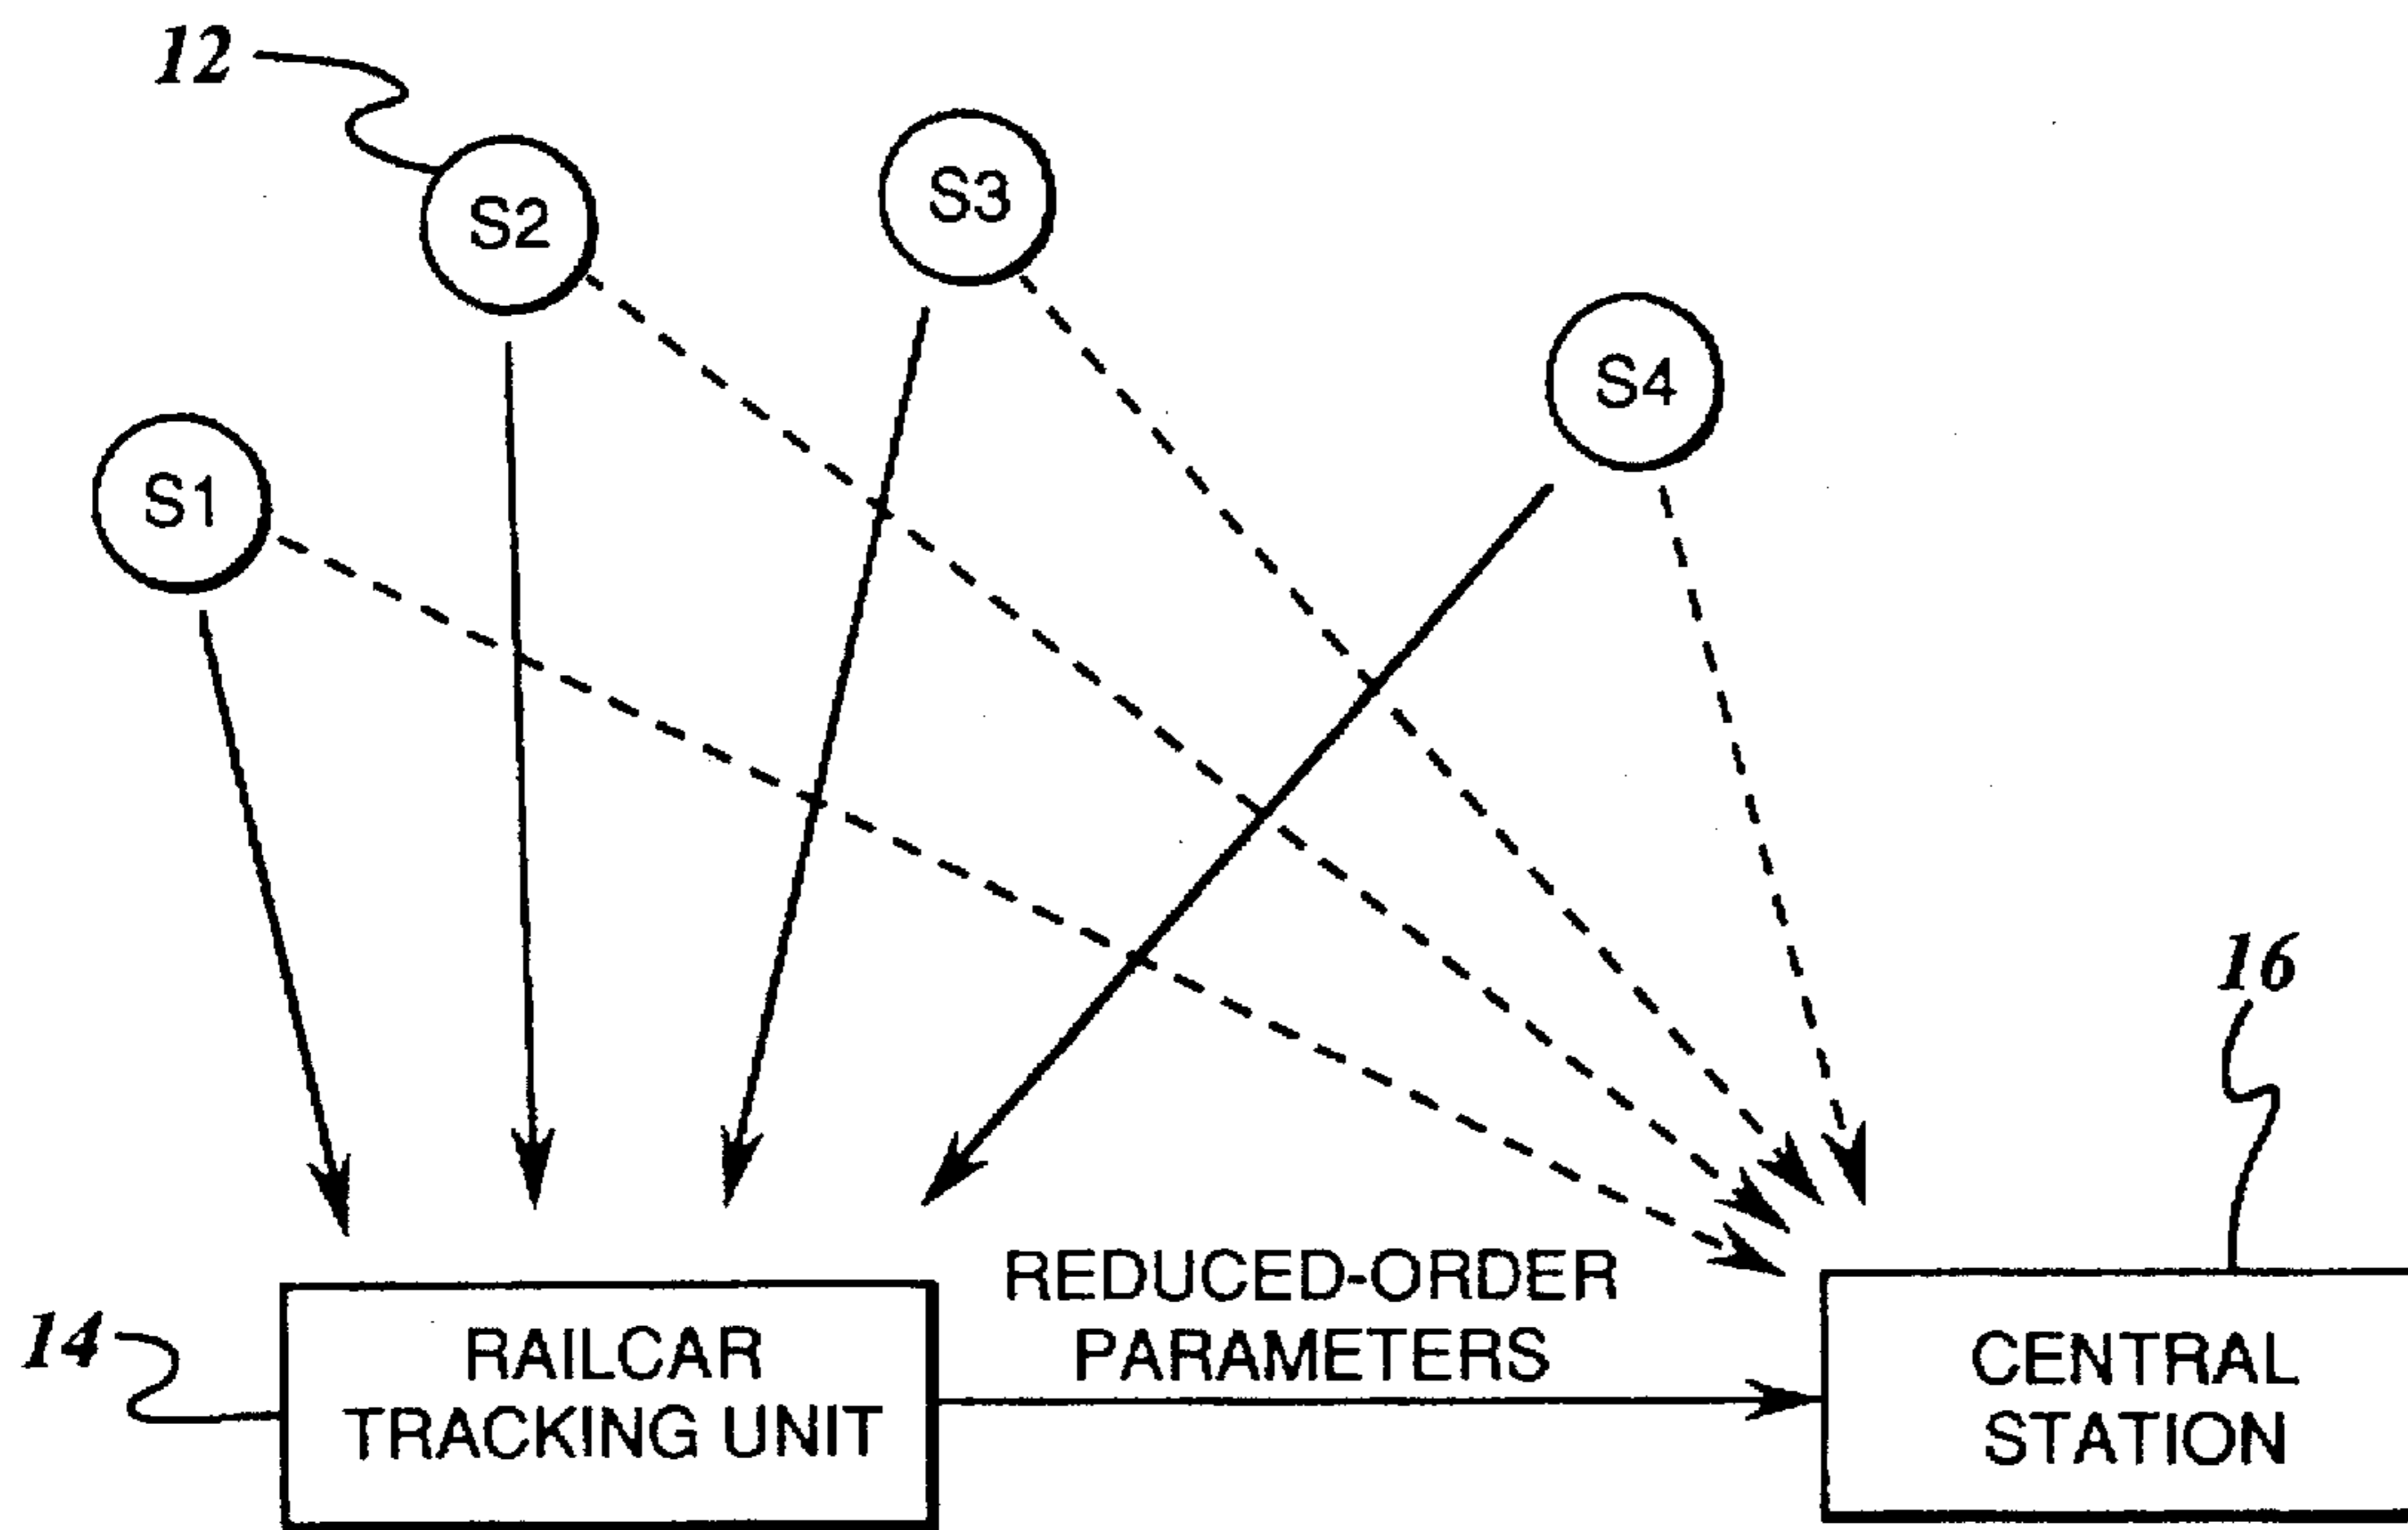 12
S2
S3
S4
S1
16
REDUCED-ORDER
PARAMETERS
14
RAILCAR
TRACKING UNIT
CENTRAL
STATION